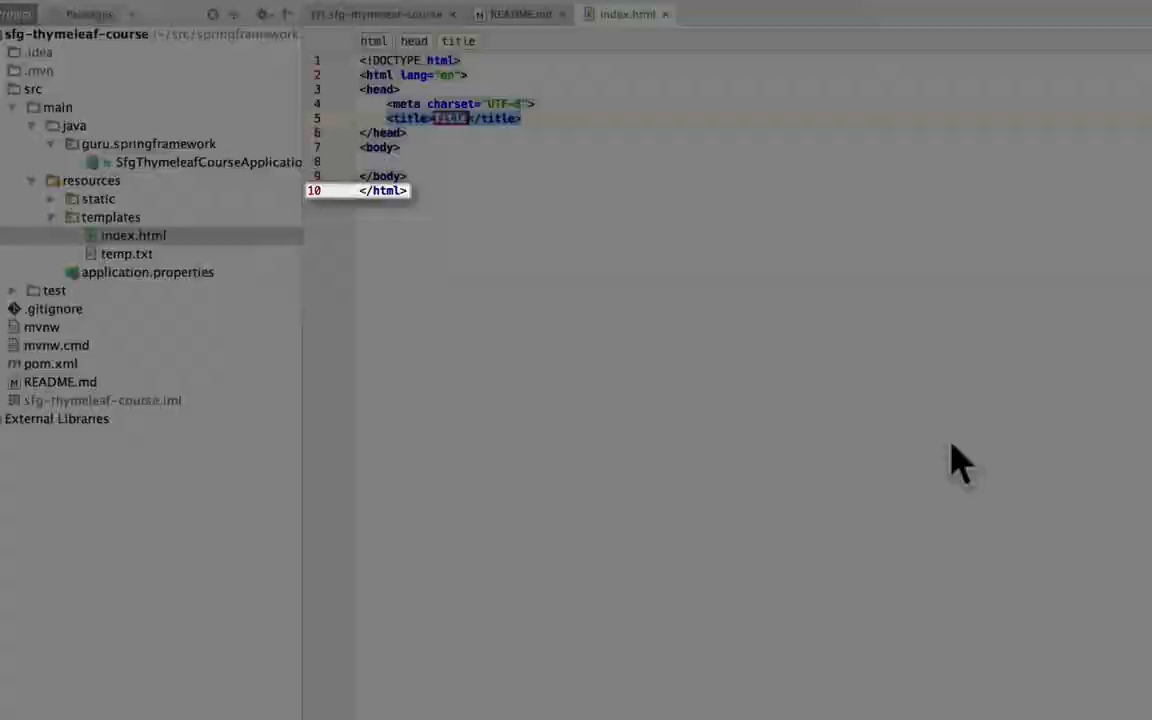 Packages
sfg-thymeleaf-course
README.md
index.html
sfg-thymeleaf-course (~/src/springframework.
.idea
.mvn
src
main
java
guru.springframework
SfgThymeleafCourseApplicatio
resources
static
templates
index.html
temp.txt
application.properties
test
.gitignore
mvnw
mvnw.cmd
pom.xml
README.md
sfg-thymeleaf-course.iml
External Libraries
html head title
1 <!DOCTYPE html>
2 <html lang="en">
3 <head>
4 <meta charset="UTF-8">
5 <title></title>
6 </head>
7 <body>
8
9 </body>
10 </html>